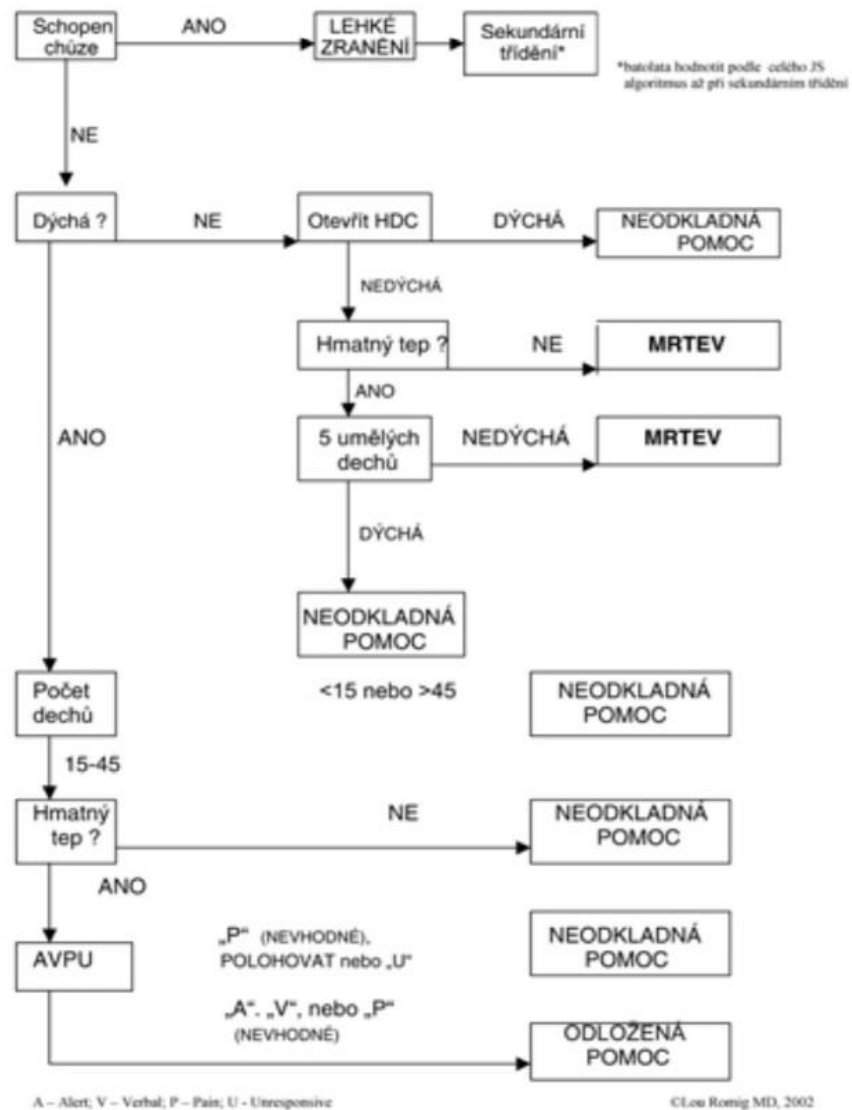 Schopen
chůze
ANO
LEHKÉ
ZRANĚNÍ
Sekundární
třídění*
*batolata hodnotit podle celého JS
algoritmus až při sekundárním třídění
NE
Dýchá ?
NE
Otevřít HDC
DÝCHÁ
NEODKLADNÁ
POMOC
NEDÝCHÁ
Hmatný tep ?
NE
MRTEV
ANO
ANO
5 umělých
dechů
NEDÝCHÁ
MRTEV
DÝCHÁ
NEODKLADNÁ
POMOC
Počet
dechů
<15 nebo >45
NEODKLADNÁ
POMOC
15-45
Hmatný
tep ?
NE
NEODKLADNÁ
POMOC
ANO
AVPU
„P“ (NEVHODNÉ),
POLOHOVAT nebo „U“
NEODKLADNÁ
POMOC
„A“. „V“, nebo „P“
(NEVHODNÉ)
ODLOŽENÁ
POMOC
A – Alert; V – Verbal; P – Pain; U - Unresponsive
©Lou Romig MD, 2002